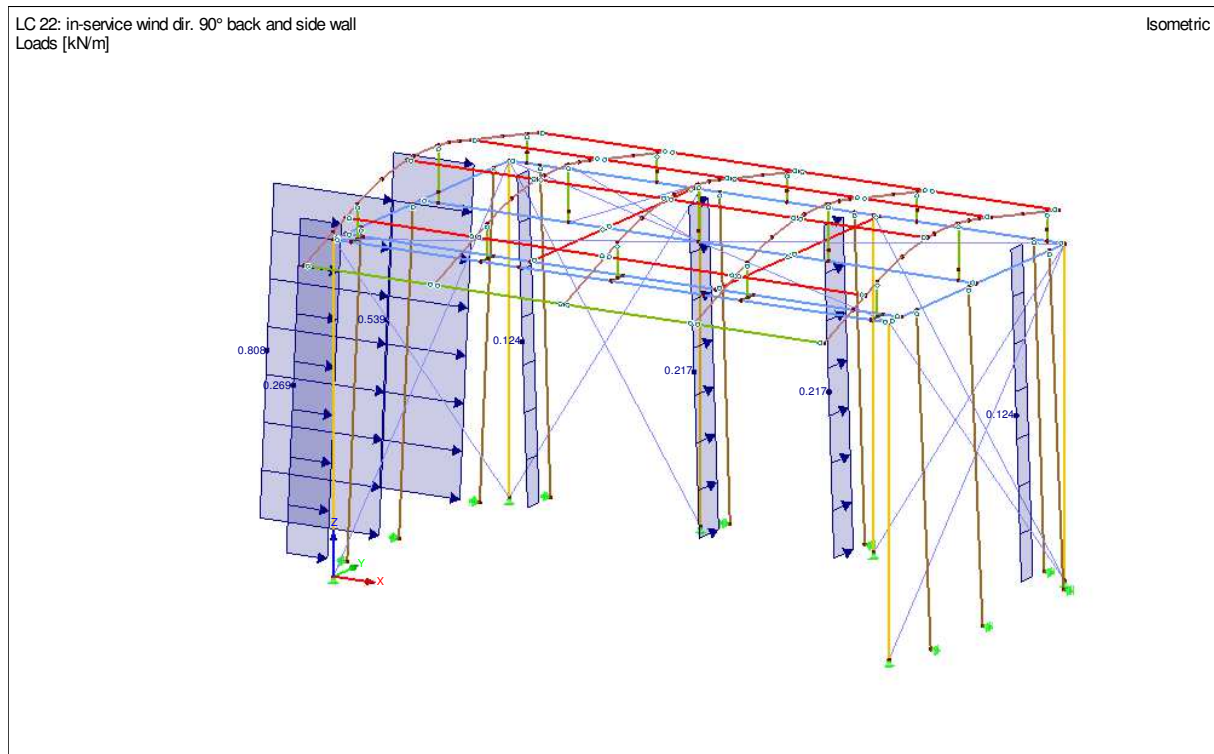 LC 22: in-service wind dir. 90° back and side wall
Isometric
Loads [kN/m]
0.539
0.124
0.808
0.269
0.217
0.217
0.124
Z
Y
X